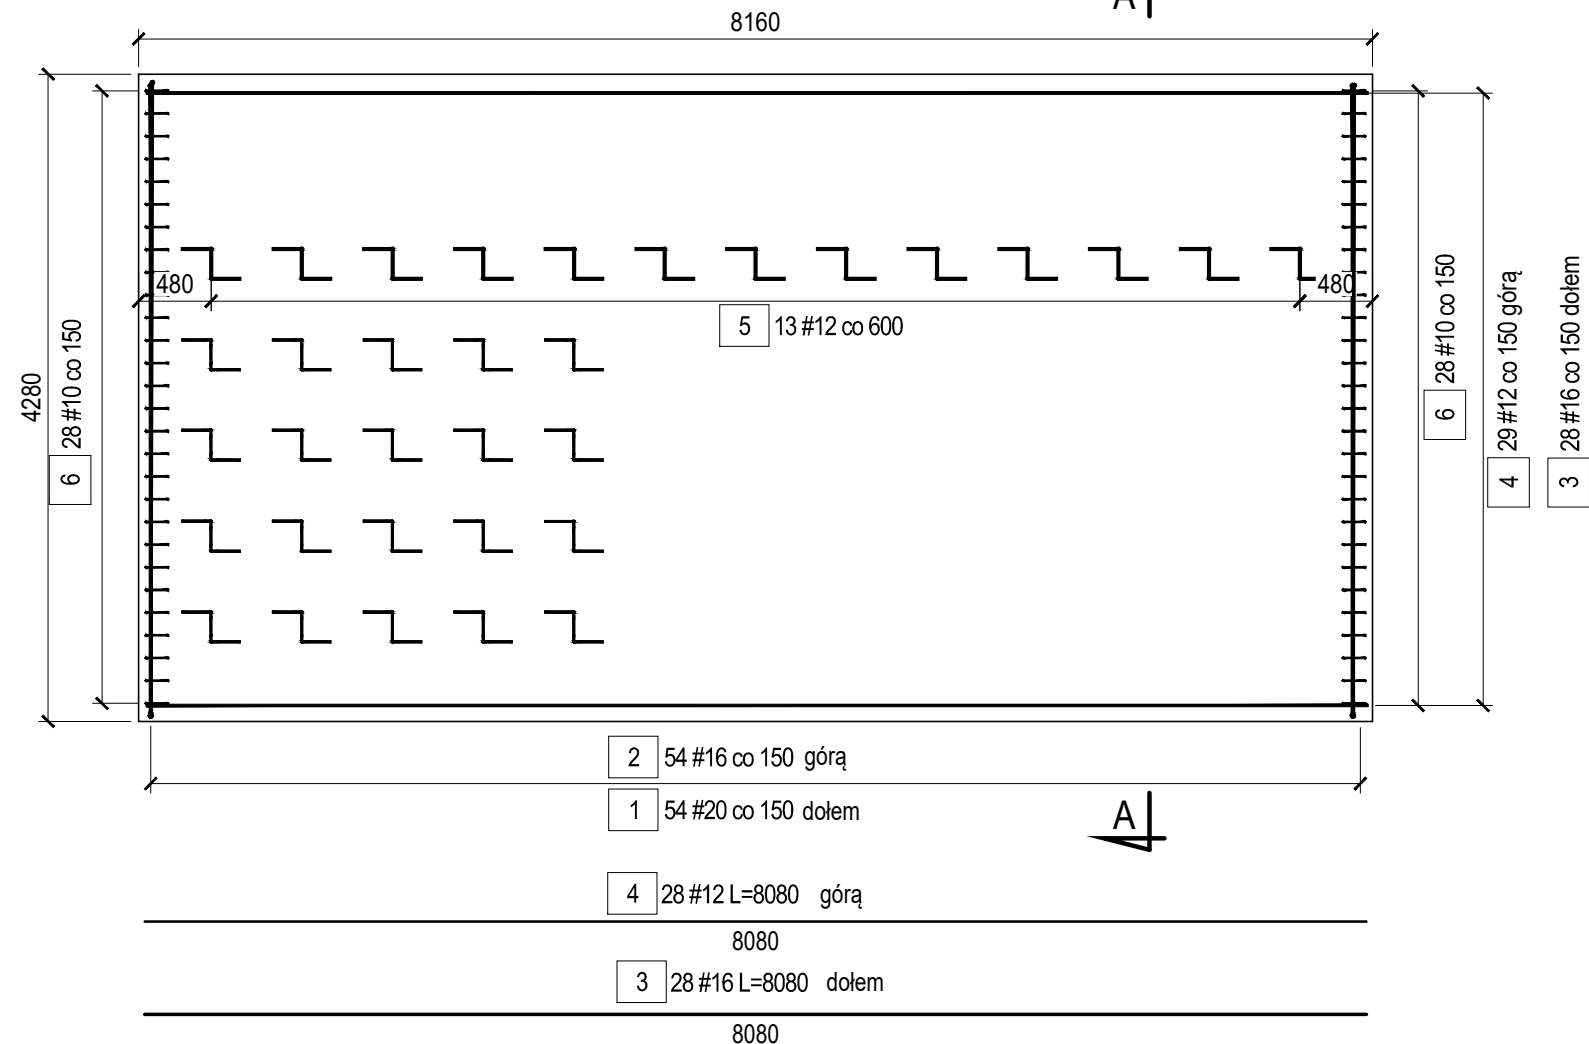 A
8160
480
480
5 13 #12 co 600
4280
6 28 #10 co 150
6 28 #10 co 150
4 29 #12 co 150 górą
3 28 #16 co 150 dołem
2 54 #16 co 150 górą
1 54 #20 co 150 dołem
A
4 28 #12 L=8080 górą
8080
3 28 #16 L=8080 dołem
8080